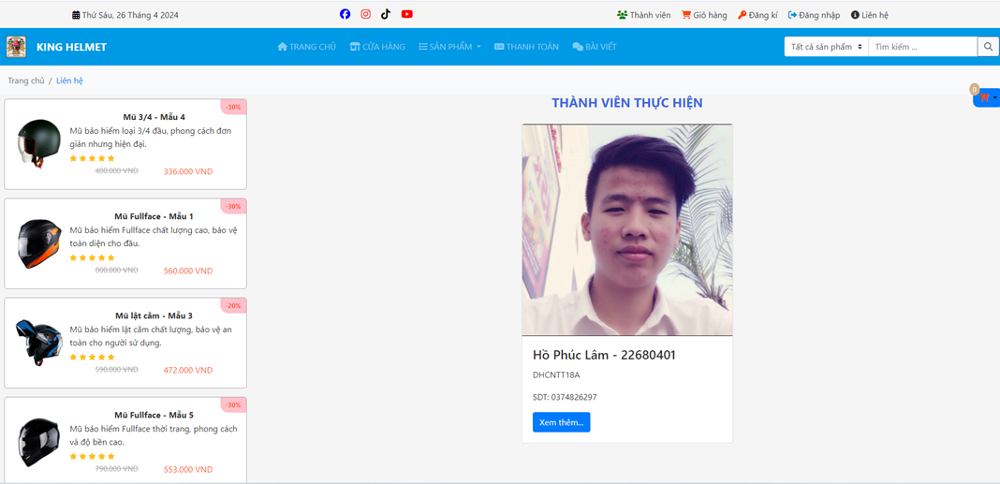 Thứ Sáu, 26 Tháng 4 2024
Thành viên Giỏ hàng Đăng kí Đăng nhập Liên hệ
KING HELMET
TRANG CHỦ CỬA HÀNG SẢN PHẨM THANH TOÁN BÀI VIẾT
Tất cả sản phẩm Tìm kiếm ...
Trang chủ / Liên hệ
0
-30%
Mũ 3/4 - Mẫu 4
Mũ bảo hiểm loại 3/4 đầu, phong cách đơn
giản nhưng hiện đại.
480.000 VND 336.000 VND
-30%
Mũ Fullface - Mẫu 1
Mũ bảo hiểm Fullface chất lượng cao, bảo vệ
toàn diện cho đầu.
800.000 VND 560.000 VND
-20%
Mũ lật cằm - Mẫu 3
Mũ bảo hiểm lật cằm chất lượng, bảo vệ an
toàn cho người sử dụng.
590.000 VND 472.000 VND
-30%
Mũ Fullface - Mẫu 5
Mũ bảo hiểm Fullface thời trang, phong cách
và độ bền cao.
790.000 VND 553.000 VND
THÀNH VIÊN THỰC HIỆN
Hồ Phúc Lâm - 22680401
DHCNTT18A
SDT: 0374826297
Xem thêm...